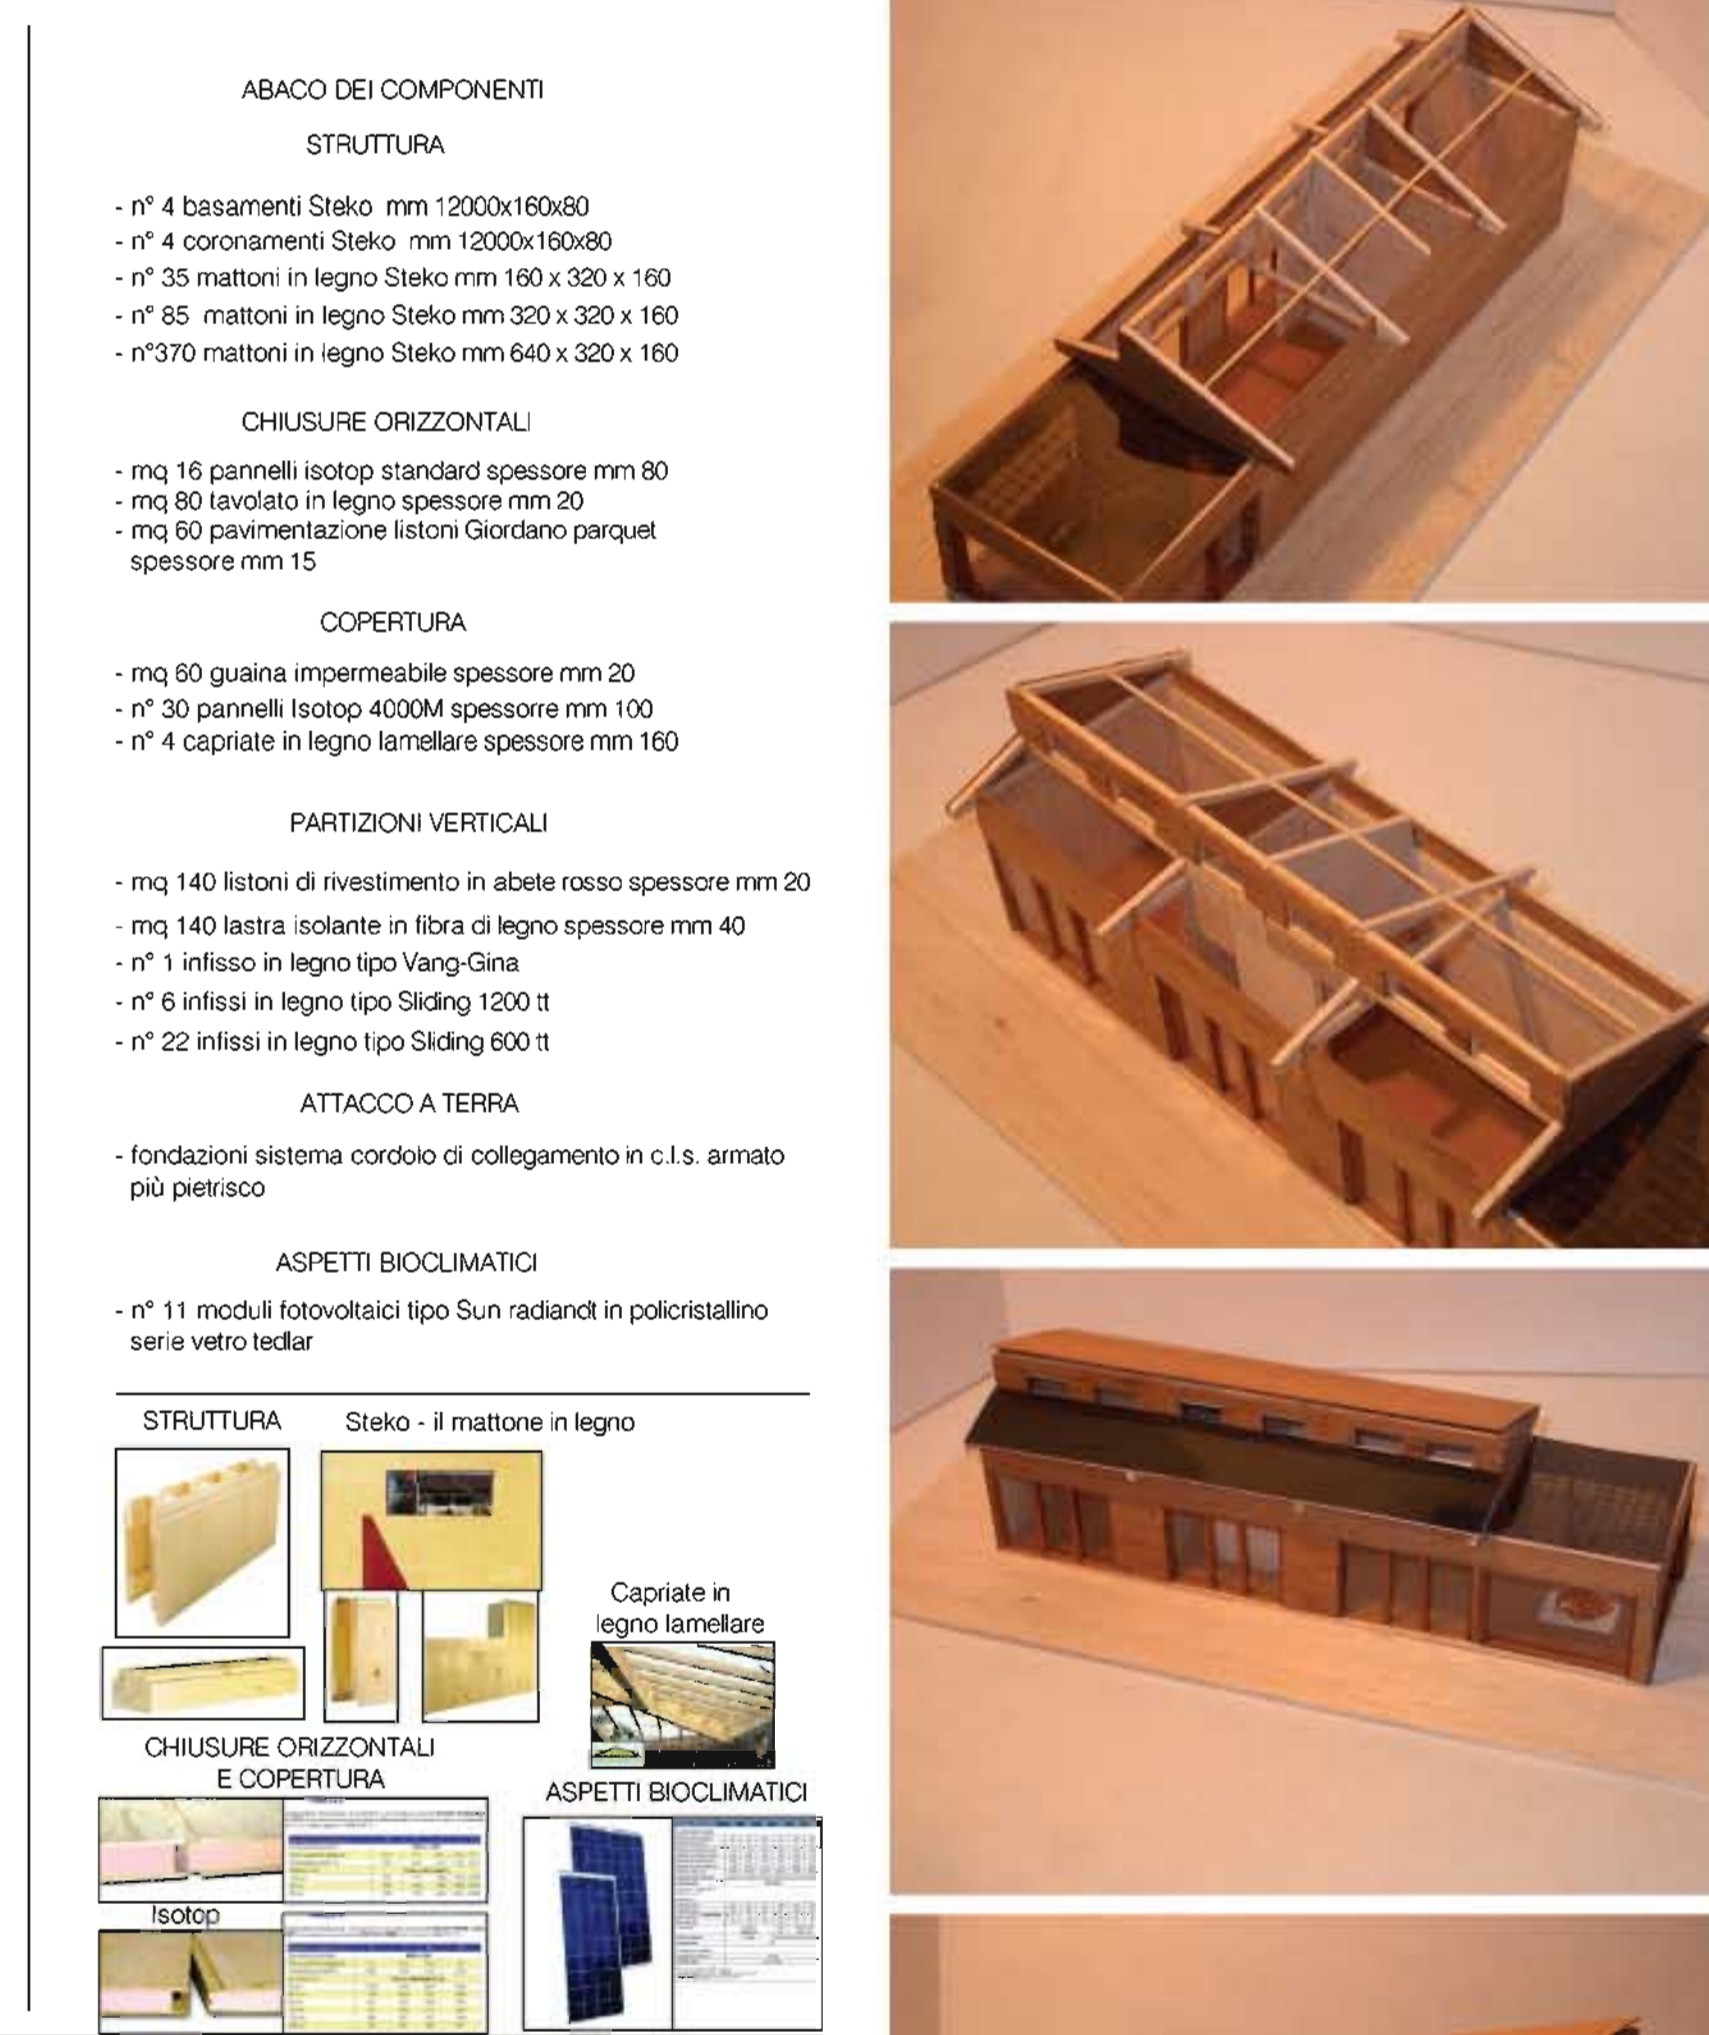 ABACO DEI COMPONENTI
STRUTTURA
- n° 4 basamenti Steko mm 12000x160x80
- n° 4 coronamenti Steko mm 12000x160x80
- n° 35 mattoni in legno Steko mm 160 x 320 x 160
- n° 85 mattoni in legno Steko mm 320 x 320 x 160
- n°370 mattoni in legno Steko mm 640 x 320 x 160
CHIUSURE ORIZZONTALI
- mq 16 pannelli isotop standard spessore mm 80
- mq 80 tavolato in legno spessore mm 20
- mq 60 pavimentazione listoni Giordano parquet
spessore mm 15
COPERTURA
- mq 60 guaina impermeabile spessore mm 20
- n° 30 pannelli Isotop 4000M spessorre mm 100
- n° 4 capriate in legno lamellare spessore mm 160
PARTIZIONI VERTICALI
- mq 140 listoni di rivestimento in abete rosso spessore mm 20
- mq 140 lastra isolante in fibra di legno spessore mm 40
- n° 1 infisso in legno tipo Vang-Gina
- n° 6 infissi in legno tipo Sliding 1200 tt
- n° 22 infissi in legno tipo Sliding 600 tt
ATTACCO A TERRA
- fondazioni sistema cordolo di collegamento in c.l.s. armato
più pietrisco
ASPETTI BIOCLIMATICI
- n° 11 moduli fotovoltaici tipo Sun radiandt in policristallino
serie vetro tedlar
STRUTTURA
Steko - il mattone in legno
Capriate in
legno lamellare
CHIUSURE ORIZZONTALI
E COPERTURA
ASPETTI BIOCLIMATICI
Isotop